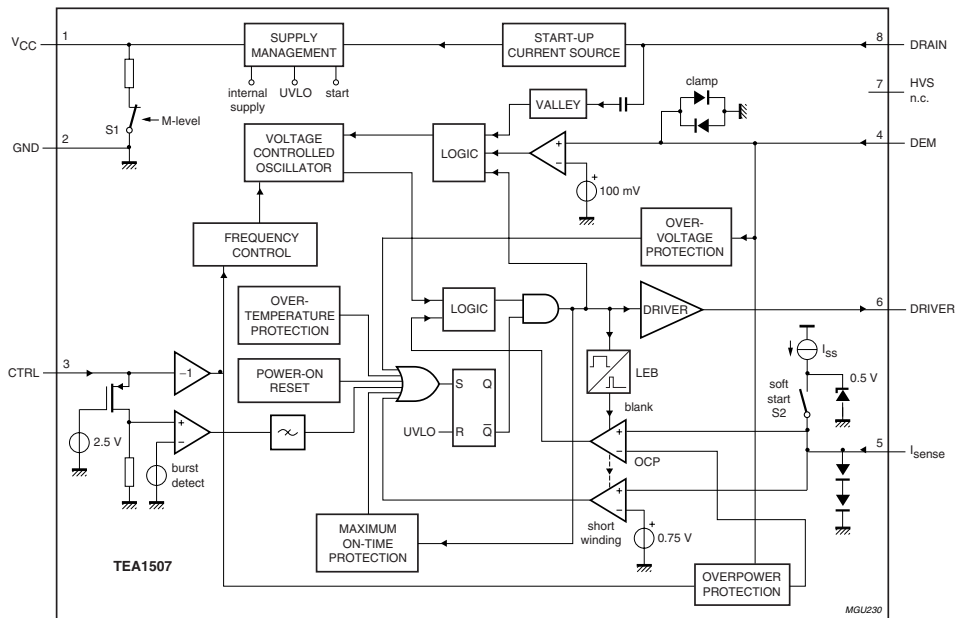 VCC
1
SUPPLY
MANAGEMENT
START-UP
CURRENT SOURCE
8
DRAIN
internal
supply
UVLO
start
VALLEY
clamp
7
HVS
n.c.
S1
M-level
2
GND
VOLTAGE
CONTROLLED
OSCILLATOR
LOGIC
+
−
4
DEM
+
100 mV
FREQUENCY
CONTROL
OVER-
VOLTAGE
PROTECTION
OVER-
TEMPERATURE
PROTECTION
LOGIC
DRIVER
6
DRIVER
3
CTRL
−1
POWER-ON
RESET
S
Q
UVLO
R
Q̅
LEB
blank
Iss
soft
start
S2
0.5 V
2.5 V
+
−
burst
detect
+
−
OCP
5
Isense
+
−
short
winding
+
0.75 V
MAXIMUM
ON-TIME
PROTECTION
TEA1507
OVERPOWER
PROTECTION
MGU230